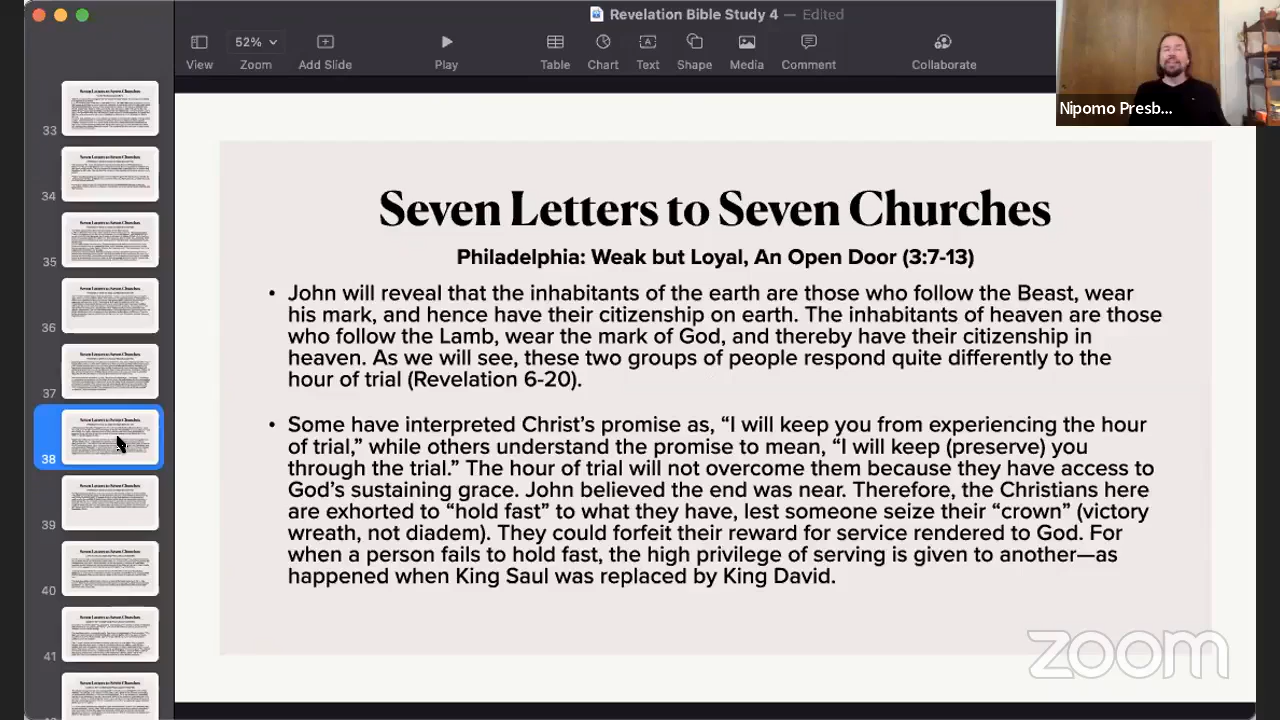 Revelation Bible Study 4 — Edited
52%
View
Zoom
Add Slide
Play
Table
Chart
Text
Shape
Media
Comment
Collaborate
Nipomo Presb...
33
34
35
36
37
38
39
40
41
Seven Letters to Seven Churches
Philadelphia: Weak but Loyal, An Open Door (3:7-13)
• John will reveal that the inhabitants of the earth are those who follow the Beast, wear
his mark, and hence have their citizenship on earth. The inhabitants of heaven are those
who follow the Lamb, wear the mark of God, and thereby have their citizenship in
heaven. As we will see, these two groups of people respond quite differently to the
hour of trial (Revelation 6-20).
• Some have interpreted Christ’s promise as, “I will keep you from experiencing the hour
of trial,” while others understand the promise to mean, “I will keep (preserve) you
through the trial.” The hour of trial will not overcome them because they have access to
God’s sustaining grace. John believed the end was near. Therefore, the Christians here
are exhorted to “hold fast” to what they have, lest someone seize their “crown” (victory
wreath, not diadem). They could forfeit their reward for service rendered to God. For
when a person fails to hold fast, the high privilege of serving is given to another—as
happened when King Saul was replaced by King David.
zoom